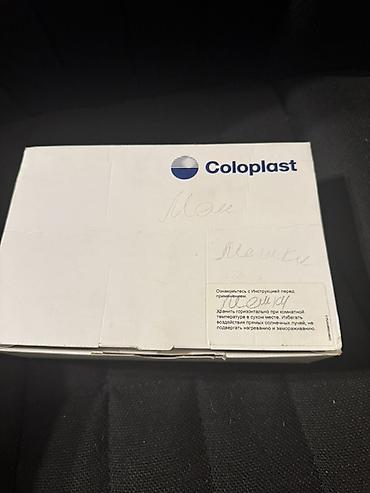 Coloplast
Мешки
Ознакомьтесь с Инструкцией перед
применением.
Хранить горизонтально при комнатной
температуре в сухом месте. Избегать
воздействия прямых солнечных лучей, не
подвергать нагреванию и замораживанию.